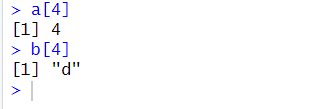 > a[4]
[1] 4
> b[4]
[1] "d"
>